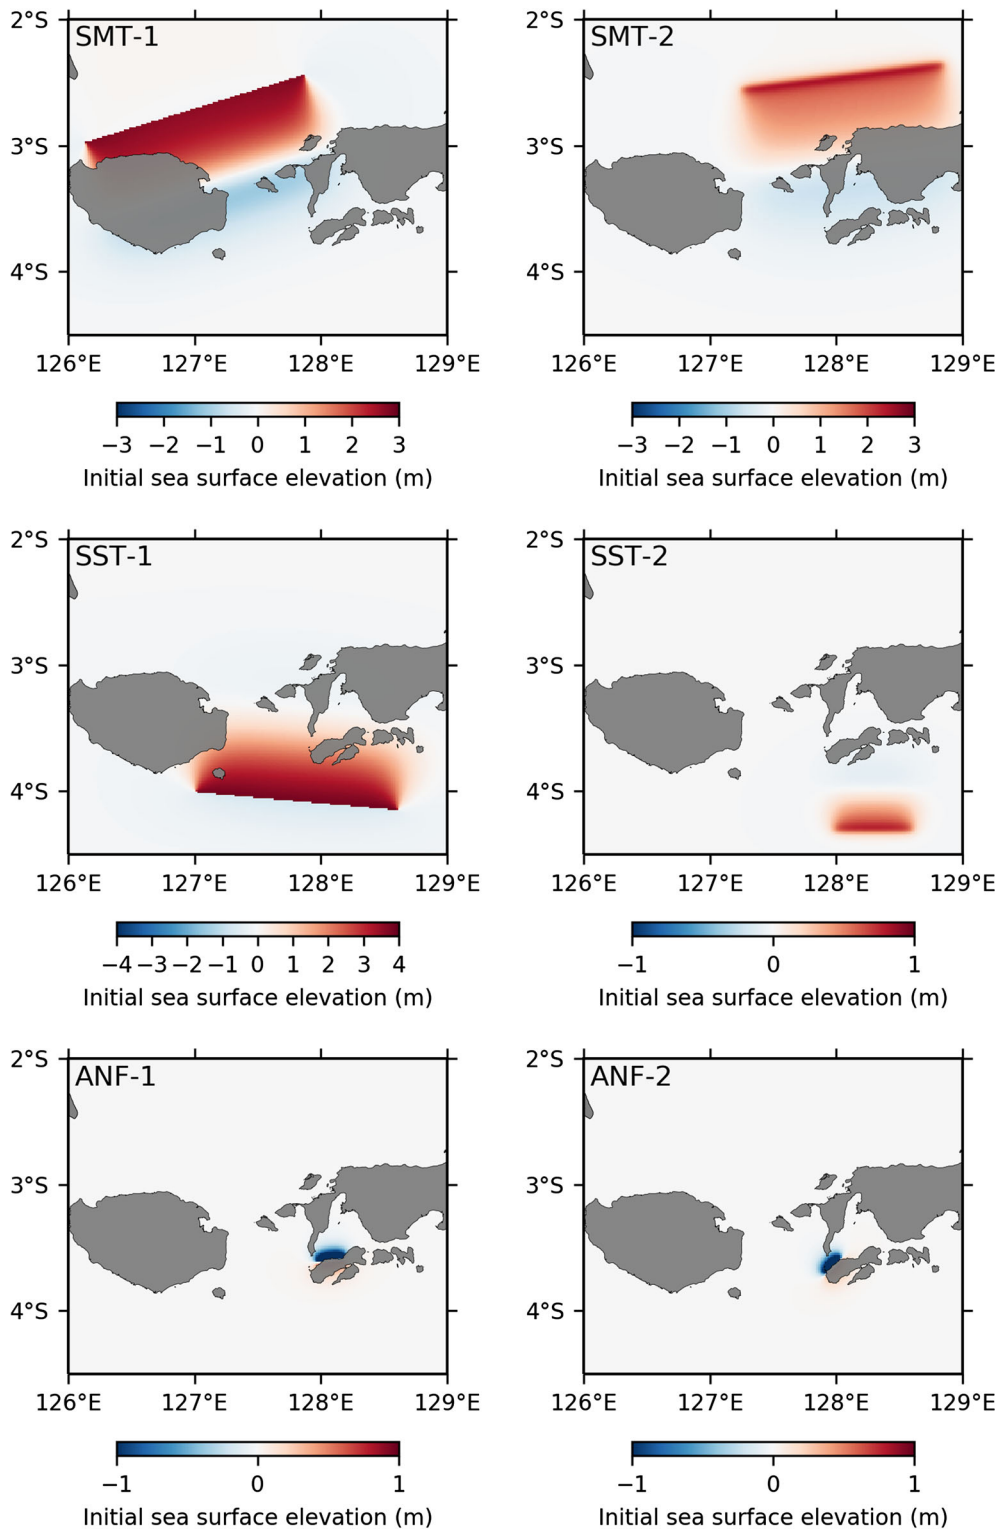 2°S 2°S
SMT-1 SMT-2
3°S 3°S
4°S 4°S
126°E 127°E 128°E 129°E 126°E 127°E 128°E 129°E
−3 −2 −1 0 1 2 3 −3 −2 −1 0 1 2 3
Initial sea surface elevation (m) Initial sea surface elevation (m)
2°S 2°S
SST-1 SST-2
3°S 3°S
4°S 4°S
126°E 127°E 128°E 129°E 126°E 127°E 128°E 129°E
−4 −3 −2 −1 0 1 2 3 4 −1 0 1
Initial sea surface elevation (m) Initial sea surface elevation (m)
2°S 2°S
ANF-1 ANF-2
3°S 3°S
4°S 4°S
126°E 127°E 128°E 129°E 126°E 127°E 128°E 129°E
−1 0 1 −1 0 1
Initial sea surface elevation (m) Initial sea surface elevation (m)